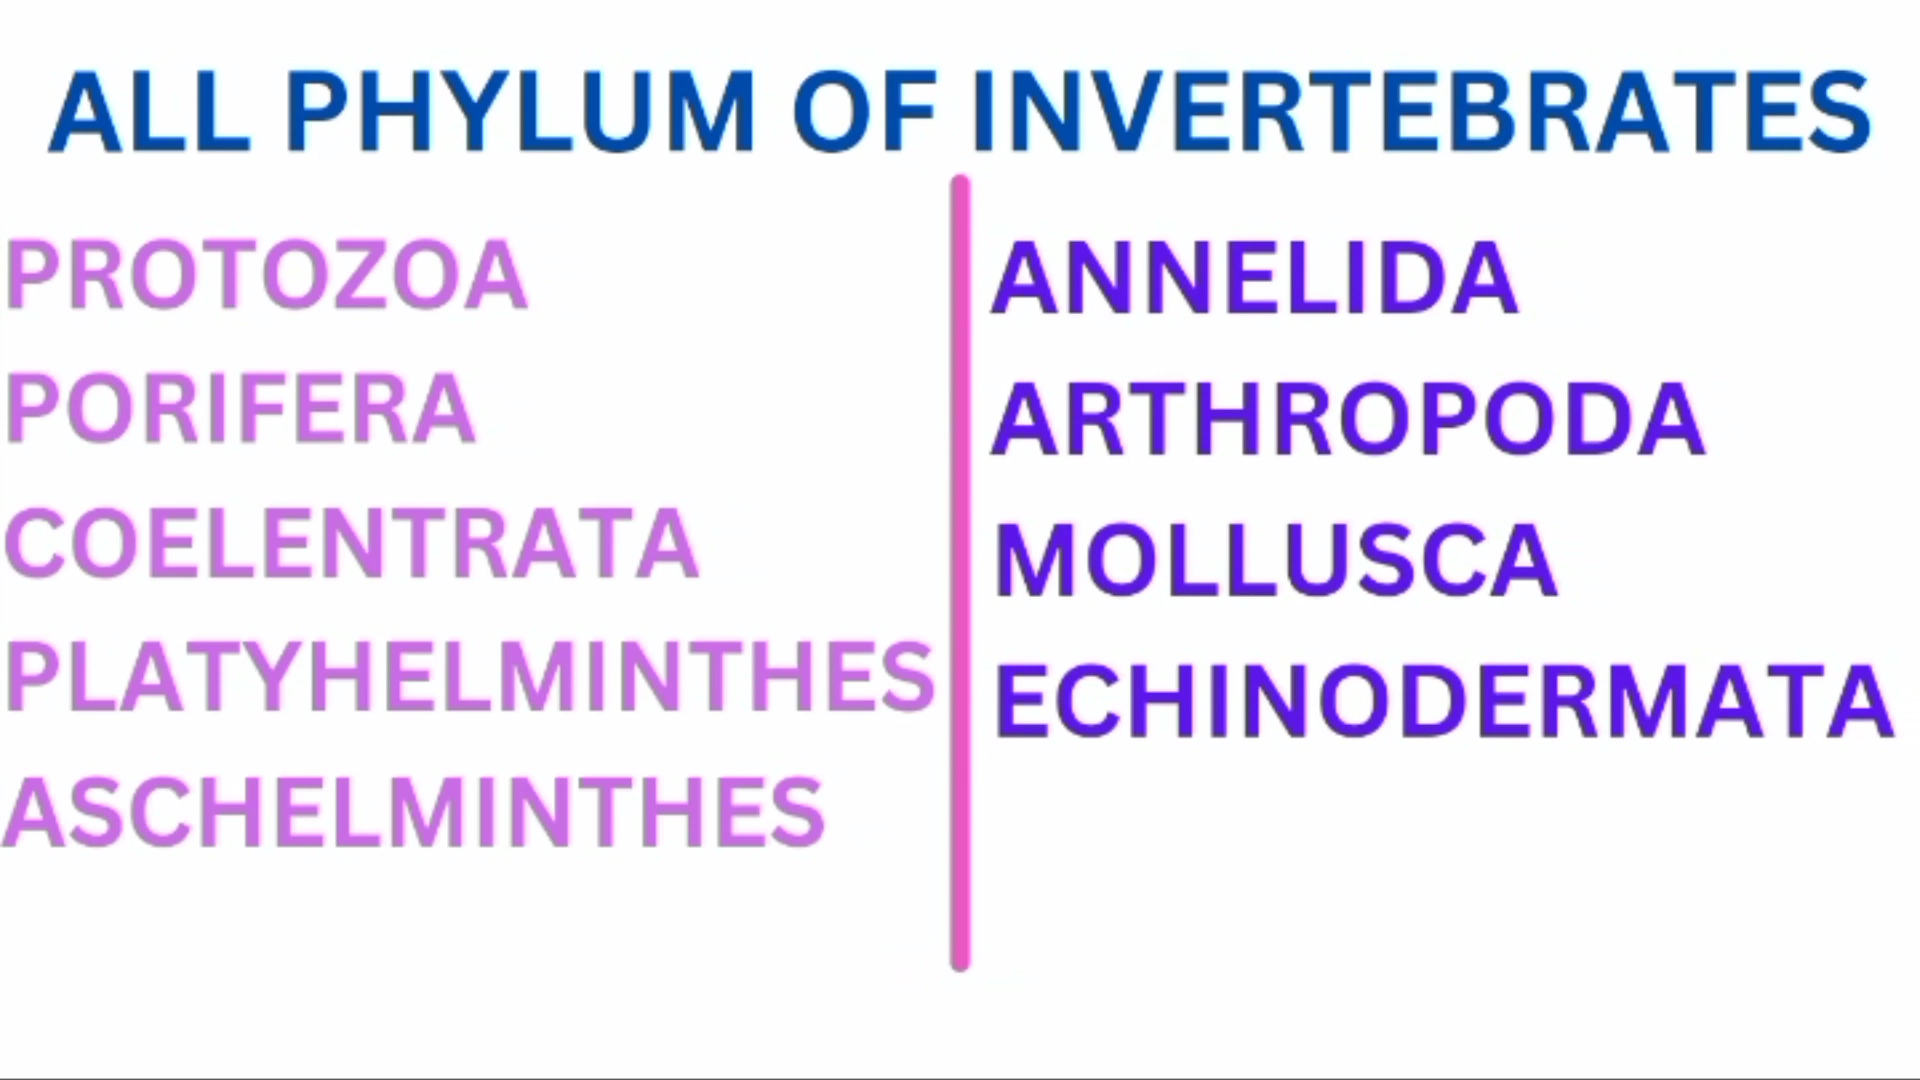 ALL PHYLUM OF INVERTEBRATES
PROTOZOA
PORIFERA
COELENTRATA
PLATYHELMINTHES
ASCHELMINTHES
ANNELIDA
ARTHROPODA
MOLLUSCA
ECHINODERMATA